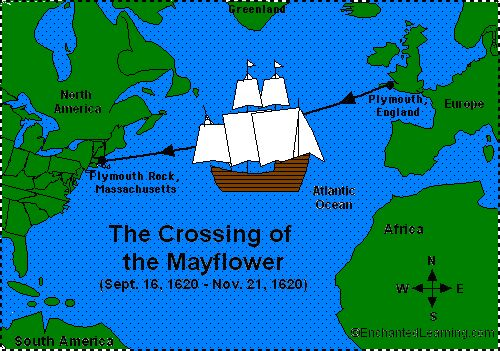 Greenland
North
America
Plymouth,
England
Europe
Plymouth Rock,
Massachusetts
Atlantic
Ocean
The Crossing of
the Mayflower
(Sept. 16, 1620 - Nov. 21, 1620)
Africa
N
W E
S
©EnchantedLearning.com
South America